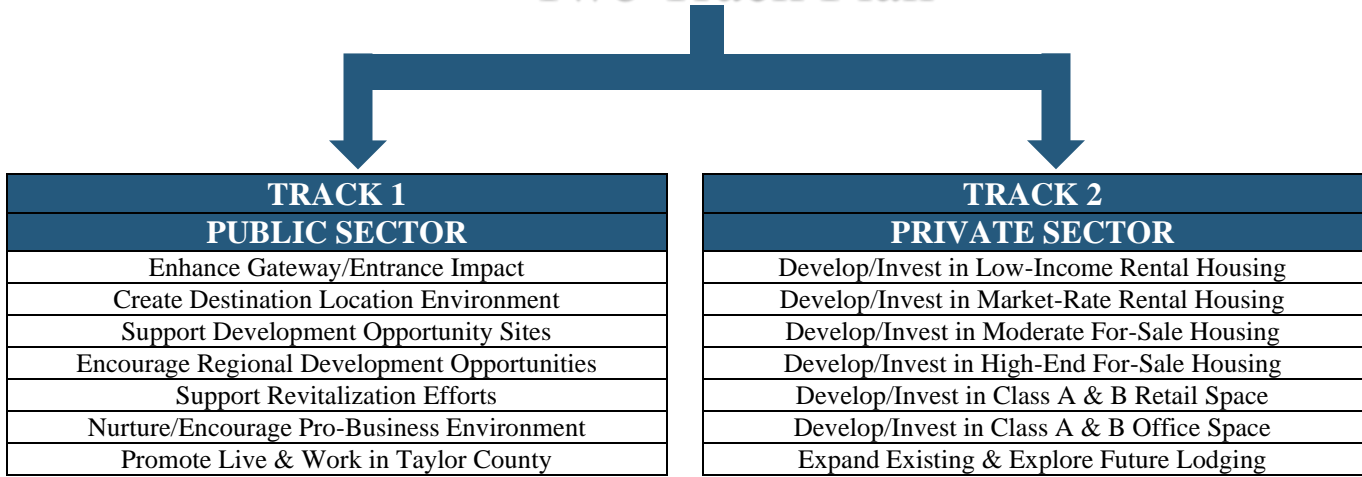 Two-Track Plan
TRACK 1
PUBLIC SECTOR
Enhance Gateway/Entrance Impact
Create Destination Location Environment
Support Development Opportunity Sites
Encourage Regional Development Opportunities
Support Revitalization Efforts
Nurture/Encourage Pro-Business Environment
Promote Live & Work in Taylor County
TRACK 2
PRIVATE SECTOR
Develop/Invest in Low-Income Rental Housing
Develop/Invest in Market-Rate Rental Housing
Develop/Invest in Moderate For-Sale Housing
Develop/Invest in High-End For-Sale Housing
Develop/Invest in Class A & B Retail Space
Develop/Invest in Class A & B Office Space
Expand Existing & Explore Future Lodging